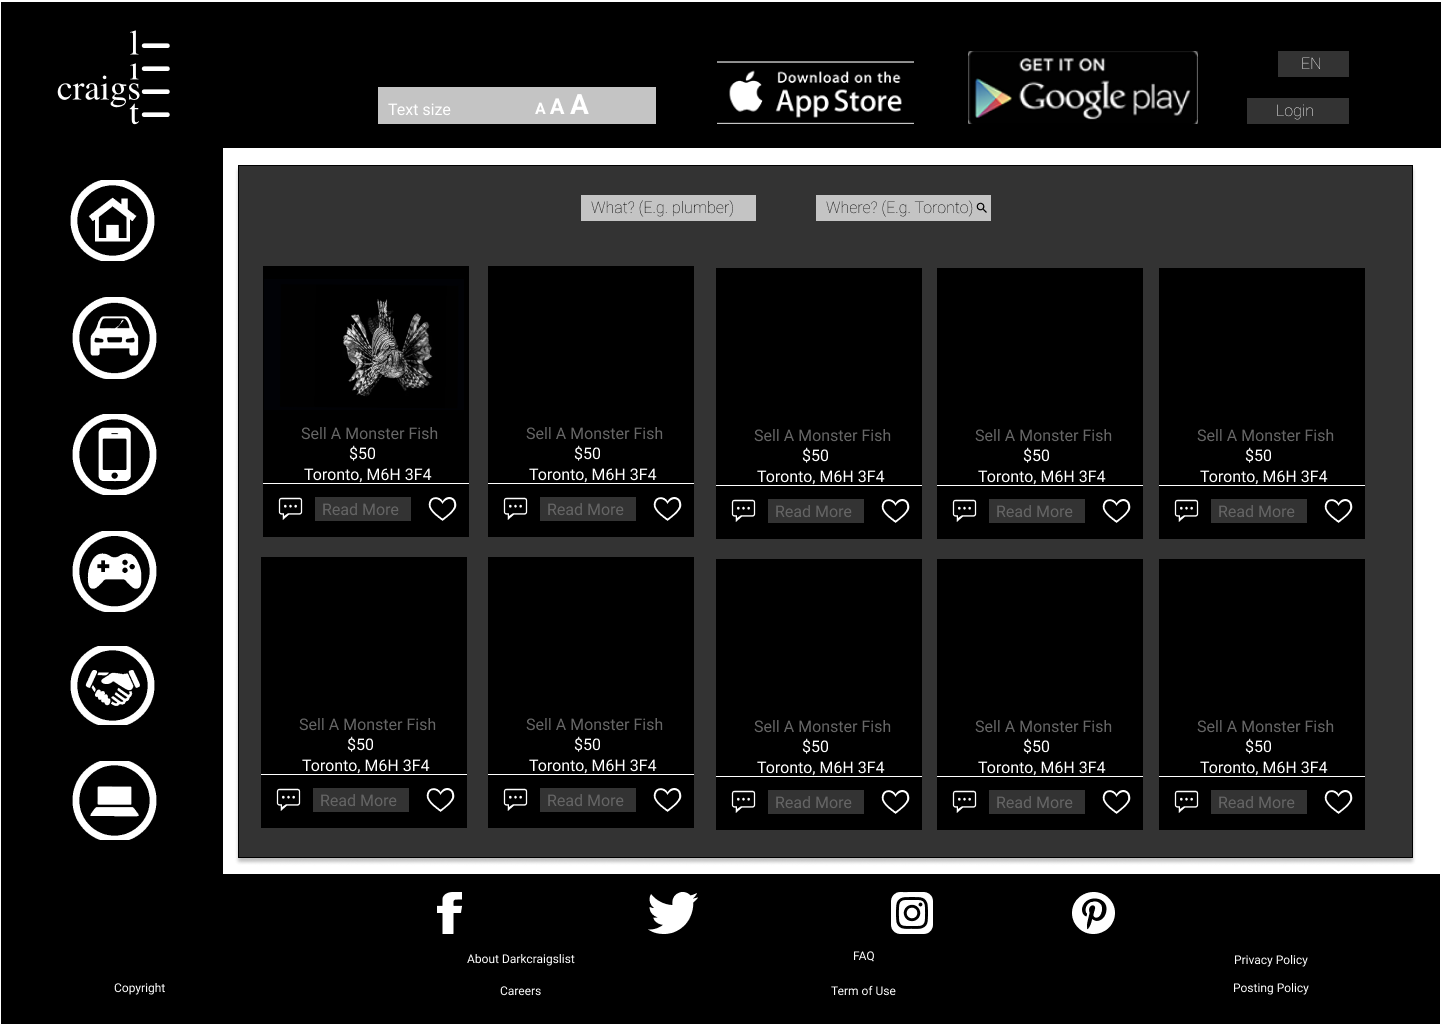 list
craigs
Text size A A A
Download on the
App Store
GET IT ON
Google play
EN
Login
What? (E.g. plumber)
Where? (E.g. Toronto)
Sell A Monster Fish
$50
Toronto, M6H 3F4
Read More
Sell A Monster Fish
$50
Toronto, M6H 3F4
Read More
Sell A Monster Fish
$50
Toronto, M6H 3F4
Read More
Sell A Monster Fish
$50
Toronto, M6H 3F4
Read More
Sell A Monster Fish
$50
Toronto, M6H 3F4
Read More
Sell A Monster Fish
$50
Toronto, M6H 3F4
Read More
Sell A Monster Fish
$50
Toronto, M6H 3F4
Read More
Sell A Monster Fish
$50
Toronto, M6H 3F4
Read More
Sell A Monster Fish
$50
Toronto, M6H 3F4
Read More
Sell A Monster Fish
$50
Toronto, M6H 3F4
Read More
Copyright
About Darkcraigslist
Careers
FAQ
Term of Use
Privacy Policy
Posting Policy